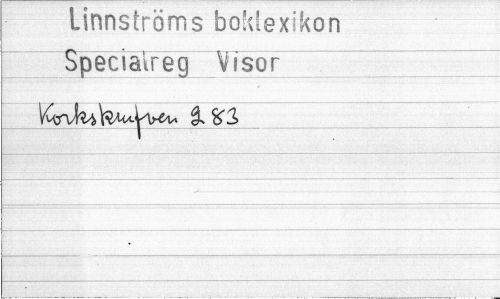 Linnströms boklexikon
Specialreg Visor
Korkskrufven 2 83